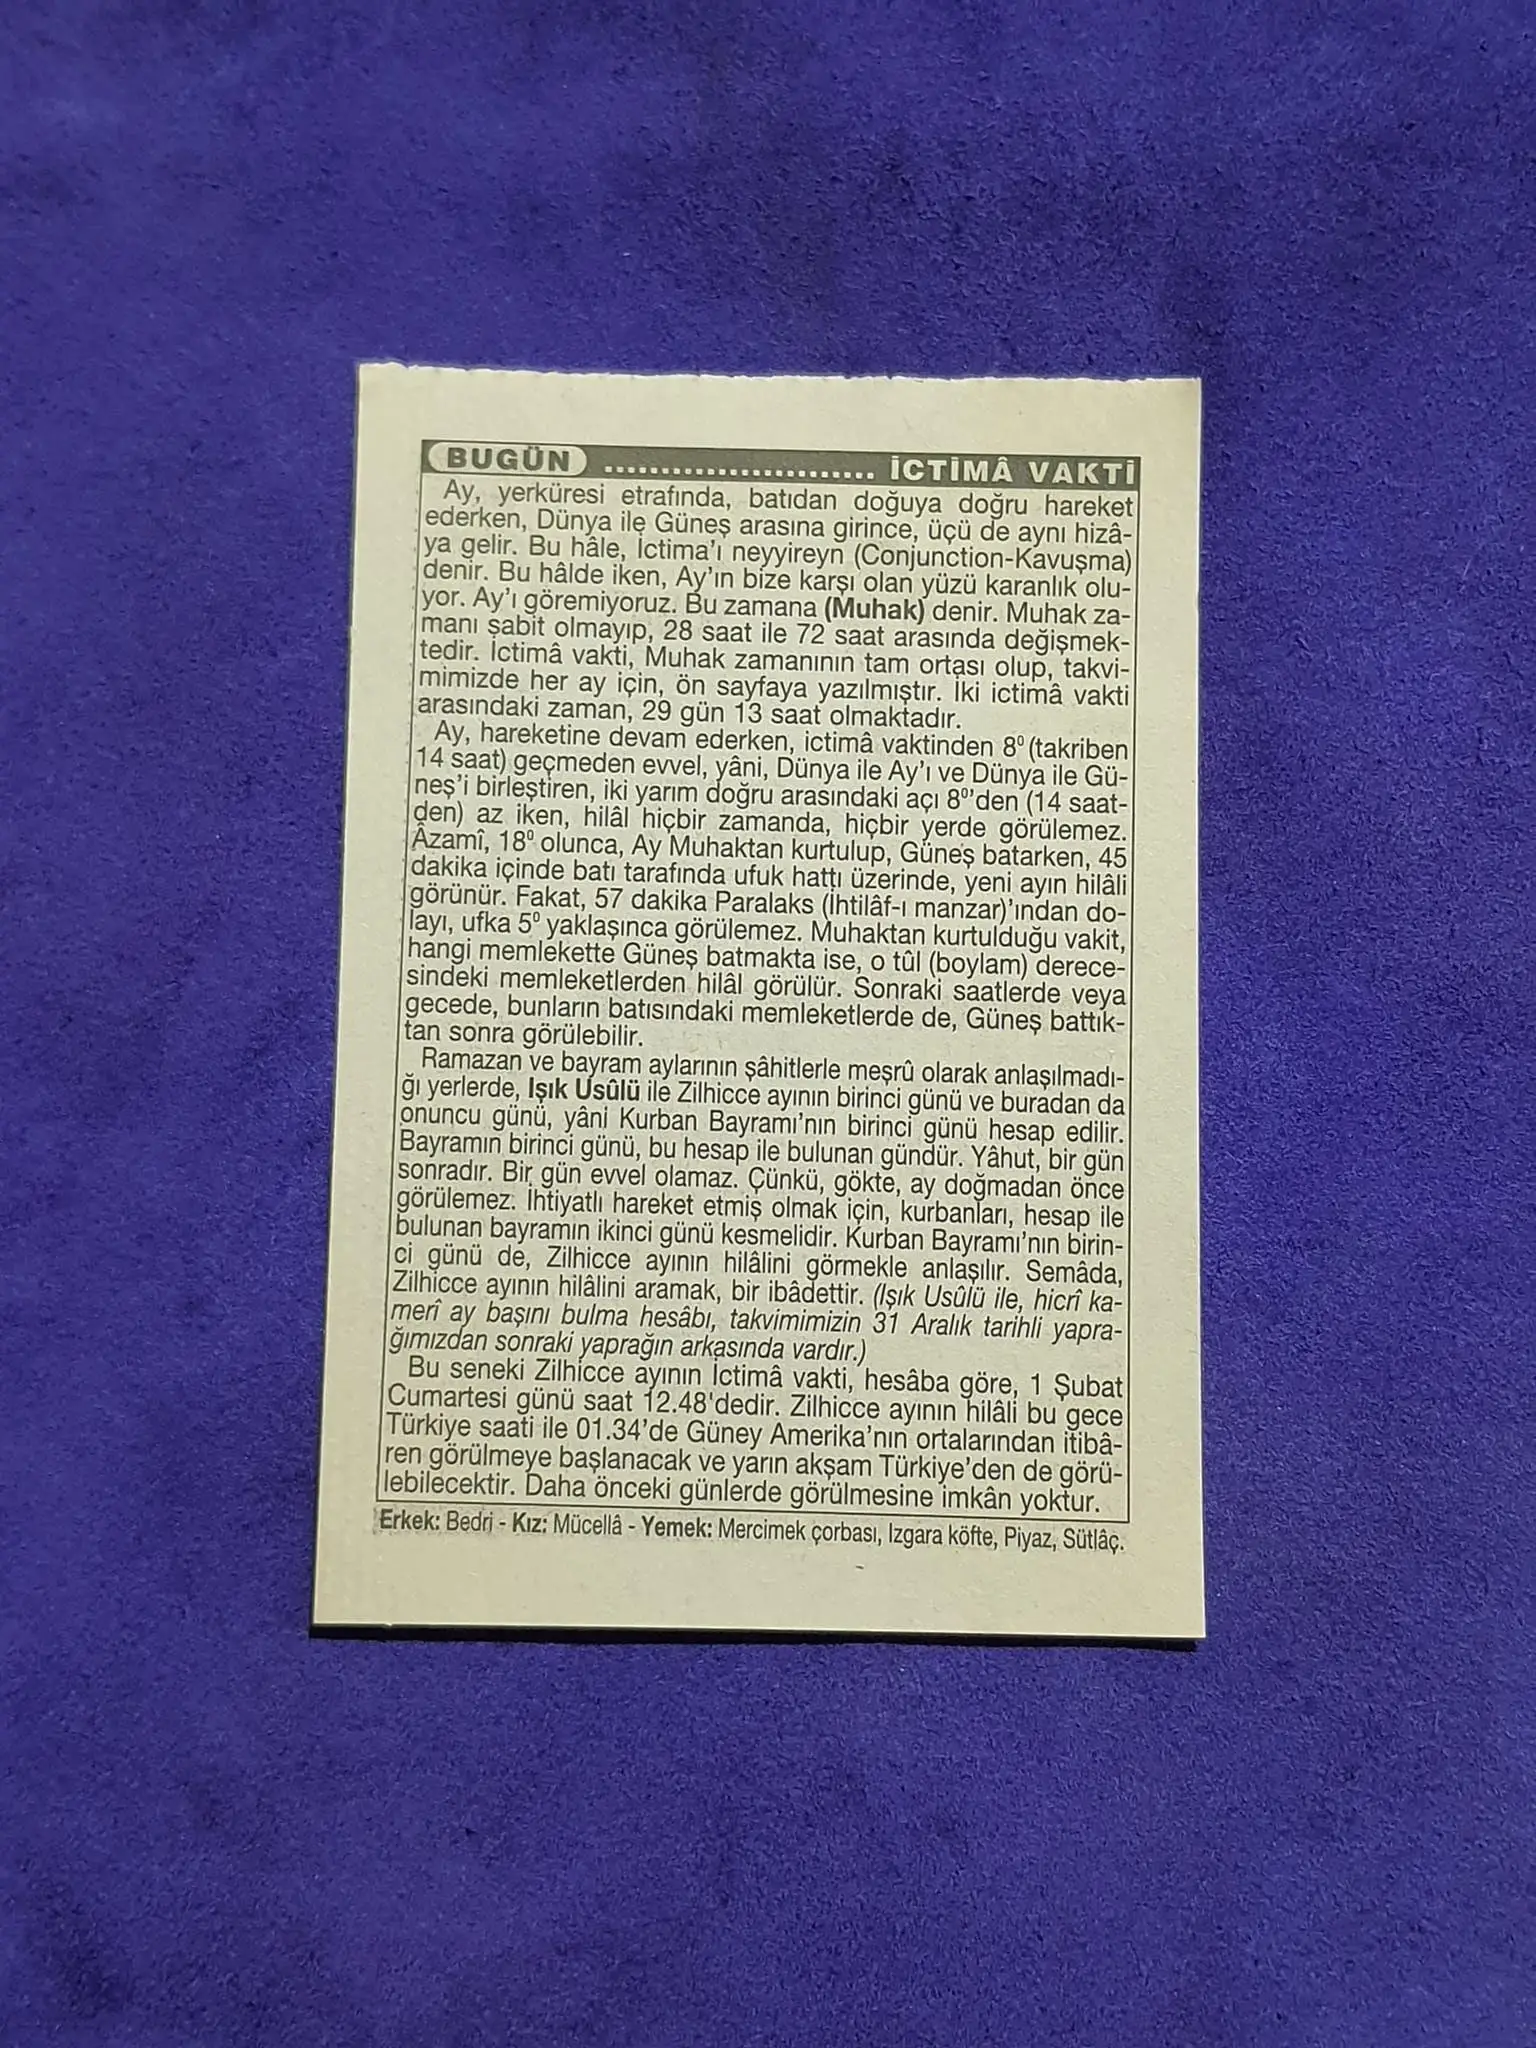 BUGÜN ........................ İCTİMÂ VAKTİ
Ay, yerküresi etrafında, batıdan doğuya doğru hareket
ederken, Dünya ile Güneş arasına girince, üçü de aynı hizâ-
ya gelir. Bu hâle, İctima’ı neyyireyn (Conjunction-Kavuşma)
denir. Bu hâlde iken, Ay’ın bize karşı olan yüzü karanlık olu-
yor. Ay’ı göremiyoruz. Bu zamana (Muhak) denir. Muhak za-
manı sabit olmayıp, 28 saat ile 72 saat arasında değişmek-
tedir. İctimâ vakti, Muhak zamanının tam ortası olup, takvi-
mimizde her ay için, ön sayfaya yazılmıştır. İki ictimâ vakti
arasındaki zaman, 29 gün 13 saat olmaktadır.
Ay, hareketine devam ederken, ictimâ vaktinden 8º (takriben
14 saat) geçmeden evvel, yâni, Dünya ile Ay’ı ve Dünya ile Gü-
neş’i birleştiren, iki yarım doğru arasındaki açı 8º’den (14 saat-
den) az iken, hilâl hiçbir zamanda, hiçbir yerde görülemez.
Âzamî, 18º olunca, Ay Muhaktan kurtulup, Güneş batarken, 45
dakika içinde batı tarafında ufuk hattı üzerinde, yeni ayın hilâli
görünür. Fakat, 57 dakika Paralaks (İhtilâf-ı manzar)’ından do-
layı, ufka 5º yaklaşınca görülemez. Muhaktan kurtulduğu vakit,
hangi memlekette Güneş batmakta ise, o tûl (boylam) derece-
sindeki memleketlerden hilâl görülür. Sonraki saatlerde veya
gecede, bunların batısındaki memleketlerde de, Güneş battık-
tan sonra görülebilir.
Ramazan ve bayram aylarının şâhitlerle meşrû olarak anlaşılmadı-
ğı yerlerde, Işık Usûlü ile Zilhicce ayının birinci günü ve buradan da
onuncu günü, yâni Kurban Bayramı’nın birinci günü hesap edilir.
Bayramın birinci günü, bu hesap ile bulunan gündür. Yâhut, bir gün
sonradır. Bir gün evvel olamaz. Çünkü, gökte, ay doğmadan önce
görülemez. İhtiyatlı hareket etmiş olmak için, kurbanları, hesap ile
bulunan bayramın ikinci günü kesmelidir. Kurban Bayramı’nın birin-
ci günü de, Zilhicce ayının hilâlini görmekle anlaşılır. Semâda,
Zilhicce ayının hilâlini aramak, bir ibâdettir. (Işık Usûlü ile, hicrî ka-
merî ay başını bulma hesâbı, takvimimizin 31 Aralık tarihli yapra-
ğımızdan sonraki yaprağın arkasında vardır.)
Bu seneki Zilhicce ayının İctimâ vakti, hesâba göre, 1 Şubat
Cumartesi günü saat 12.48'dedir. Zilhicce ayının hilâli bu gece
Türkiye saati ile 01.34’de Güney Amerika’nın ortalarından itibâ-
ren görülmeye başlanacak ve yarın akşam Türkiye’den de görü-
lebilecektir. Daha önceki günlerde görülmesine imkân yoktur.
Erkek: Bedri - Kız: Mücellâ - Yemek: Mercimek çorbası, Izgara köfte, Piyaz, Sütlâç.